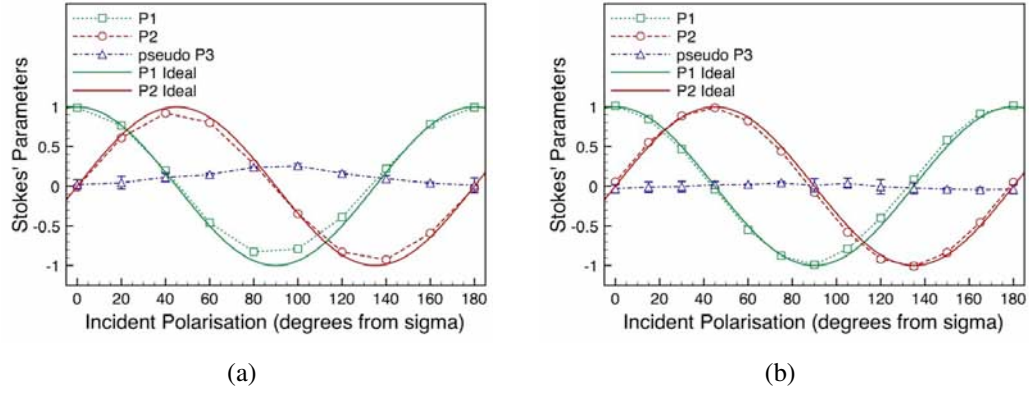 P1
P2
pseudo P3
P1 Ideal
P2 Ideal
1
0.5
0
-0.5
-1
Stokes' Parameters
0 20 40 60 80 100 120 140 160 180
Incident Polarisation (degrees from sigma)
(a)
P1
P2
pseudo P3
P1 Ideal
P2 Ideal
1
0.5
0
-0.5
-1
Stokes' Parameters
0 20 40 60 80 100 120 140 160 180
Incident Polarisation (degrees from sigma)
(b)